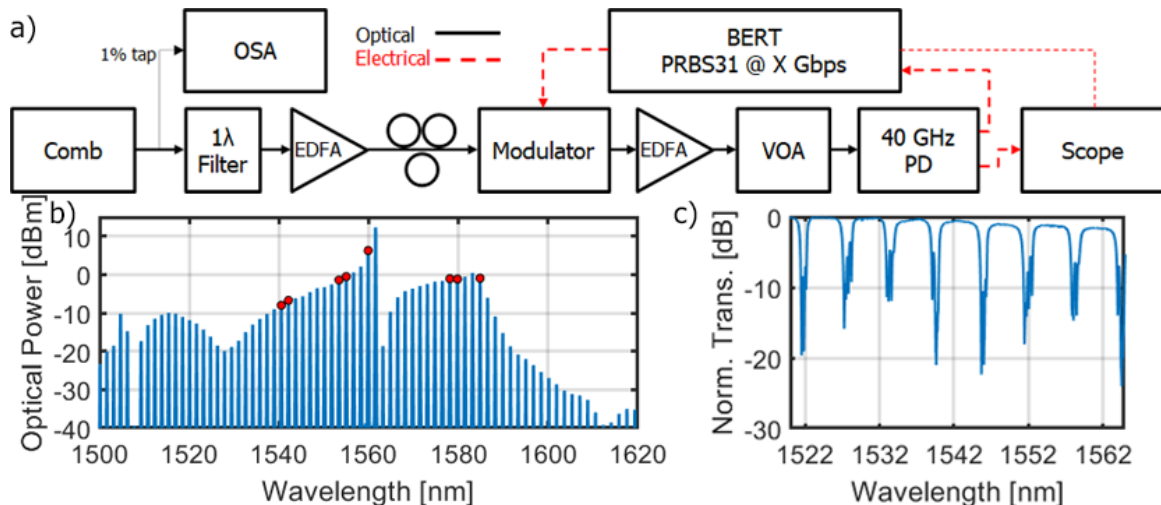 a)
1% tap
OSA
Optical
Electrical
BERT
PRBS31 @ X Gbps
Comb
1λ
Filter
EDFA
Modulator
EDFA
VOA
40 GHz
PD
Scope
b)
Optical Power [dBm]
10
0
-10
-20
-30
-40
1500
1520
1540
1560
1580
1600
1620
Wavelength [nm]
c)
Norm. Trans. [dB]
0
-10
-20
-30
1522
1532
1542
1552
1562
Wavelength [nm]